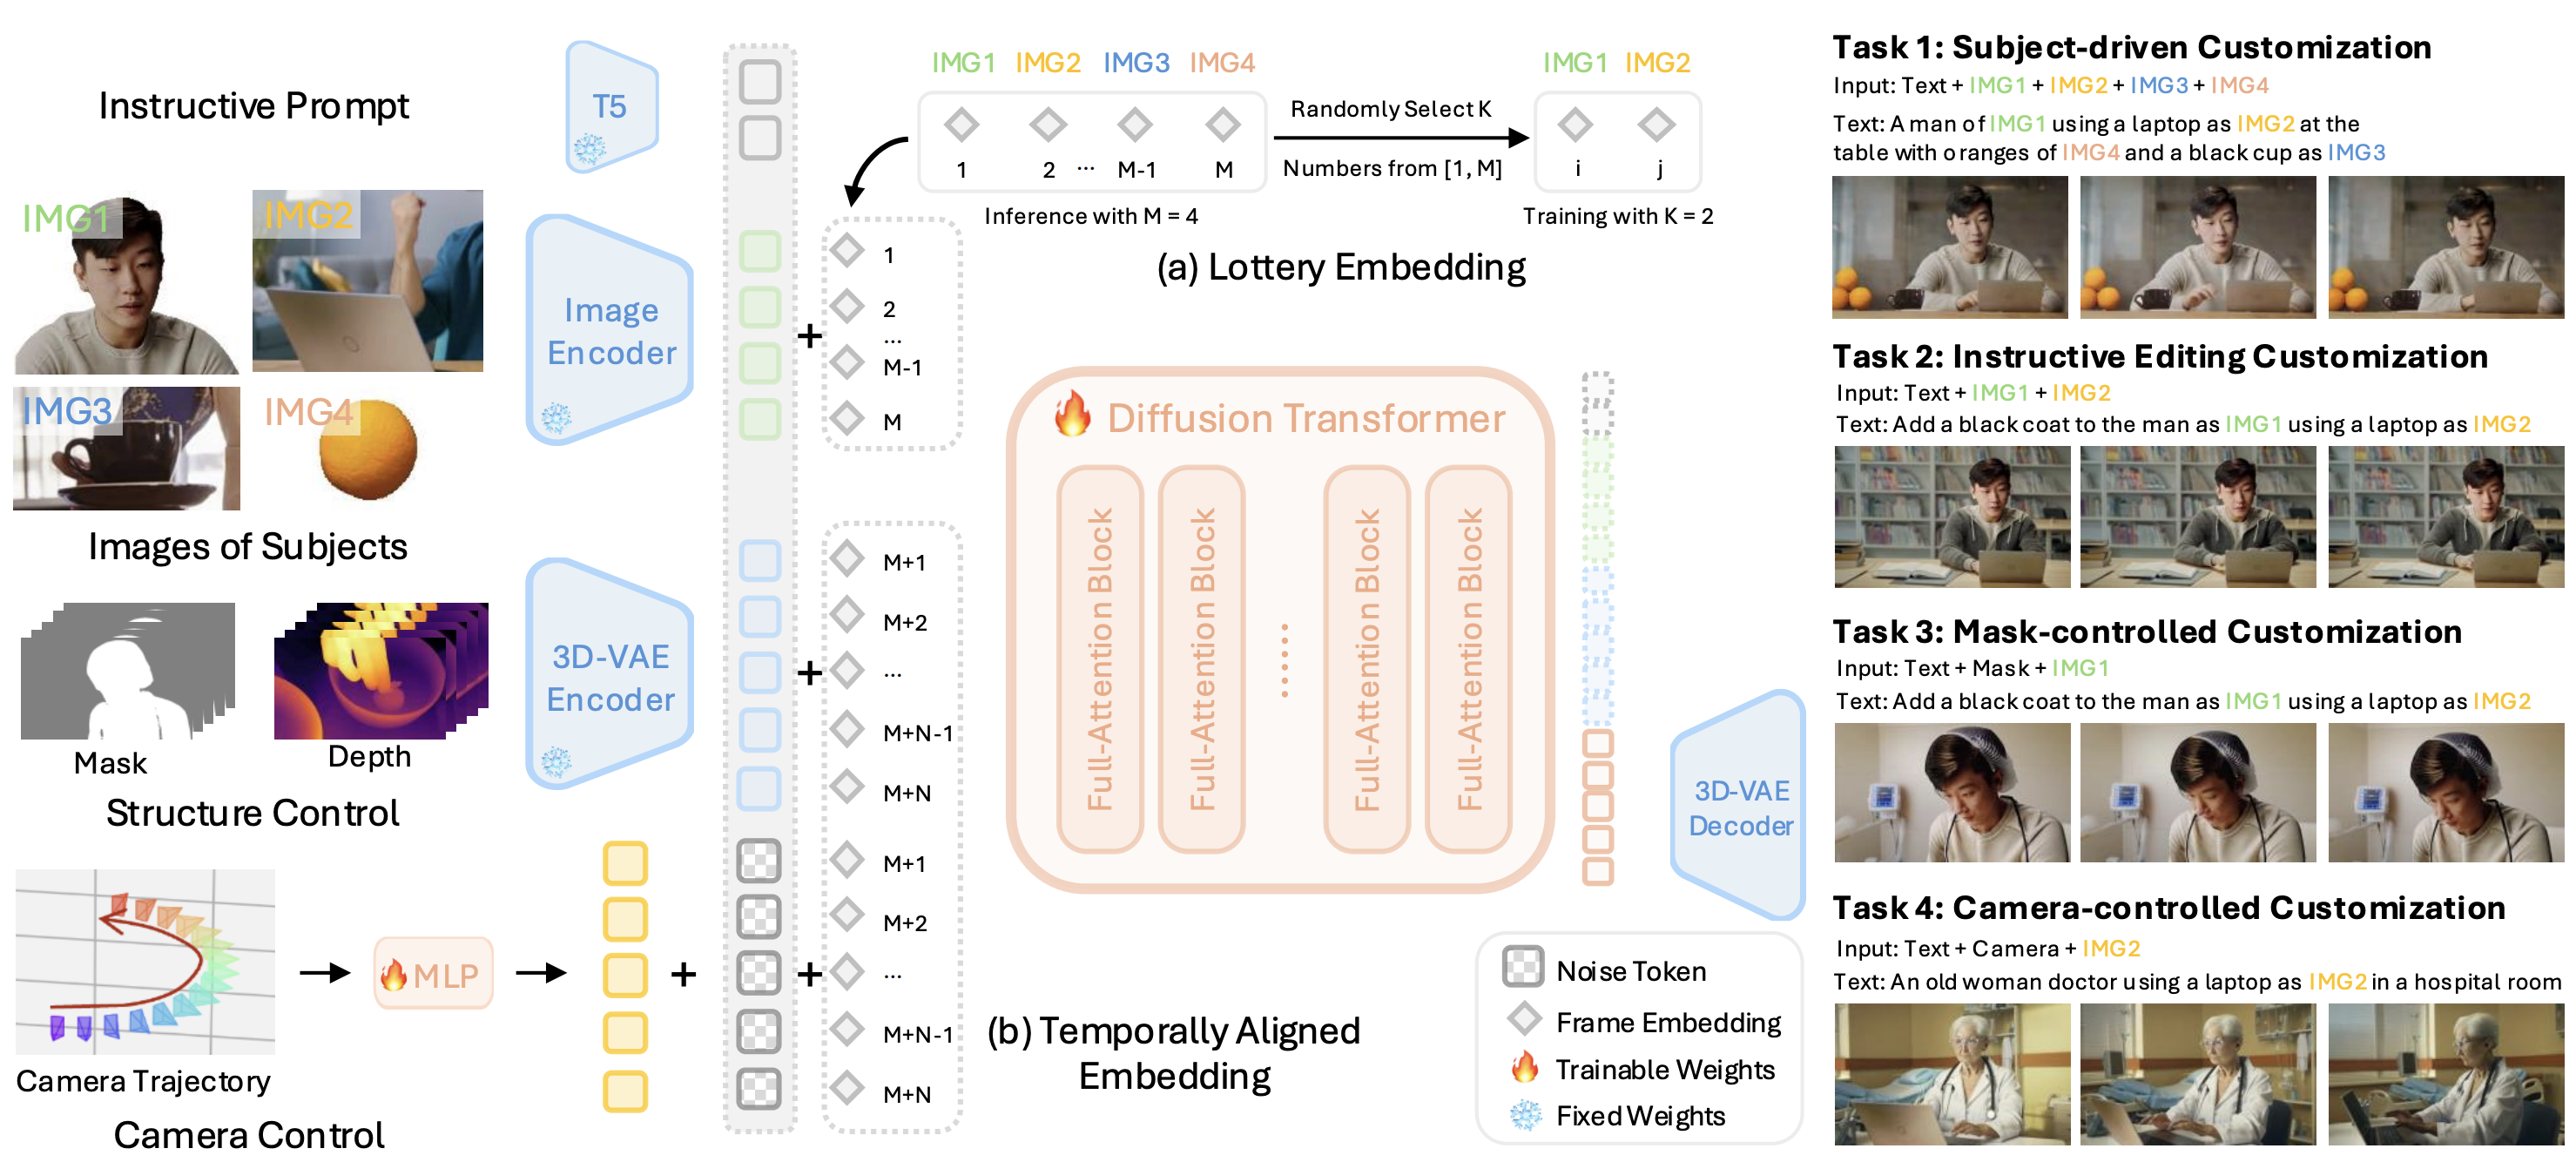 Instructive Prompt
IMG1
IMG2
IMG3
IMG4
Images of Subjects
Mask
Depth
Structure Control
Camera Trajectory
Camera Control
T5
Image
Encoder
3D-VAE
Encoder
MLP
+
+
+
+
1
2
...
M-1
M
M+1
M+2
...
M+N-1
M+N
M+1
M+2
...
M+N-1
M+N
IMG1 IMG2 IMG3 IMG4
1 2 ... M-1 M
Inference with M = 4
Randomly Select K
Numbers from [1, M]
IMG1 IMG2
i j
Training with K = 2
(a) Lottery Embedding
Diffusion Transformer
Full-Attention Block
Full-Attention Block
......
Full-Attention Block
Full-Attention Block
(b) Temporally Aligned
Embedding
3D-VAE
Decoder
Noise Token
Frame Embedding
Trainable Weights
Fixed Weights
Task 1: Subject-driven Customization
Input: Text + IMG1 + IMG2 + IMG3 + IMG4
Text: A man of IMG1 using a laptop as IMG2 at the
table with oranges of IMG4 and a black cup as IMG3
Task 2: Instructive Editing Customization
Input: Text + IMG1 + IMG2
Text: Add a black coat to the man as IMG1 using a laptop as IMG2
Task 3: Mask-controlled Customization
Input: Text + Mask + IMG1
Text: Add a black coat to the man as IMG1 using a laptop as IMG2
Task 4: Camera-controlled Customization
Input: Text + Camera + IMG2
Text: An old woman doctor using a laptop as IMG2 in a hospital room